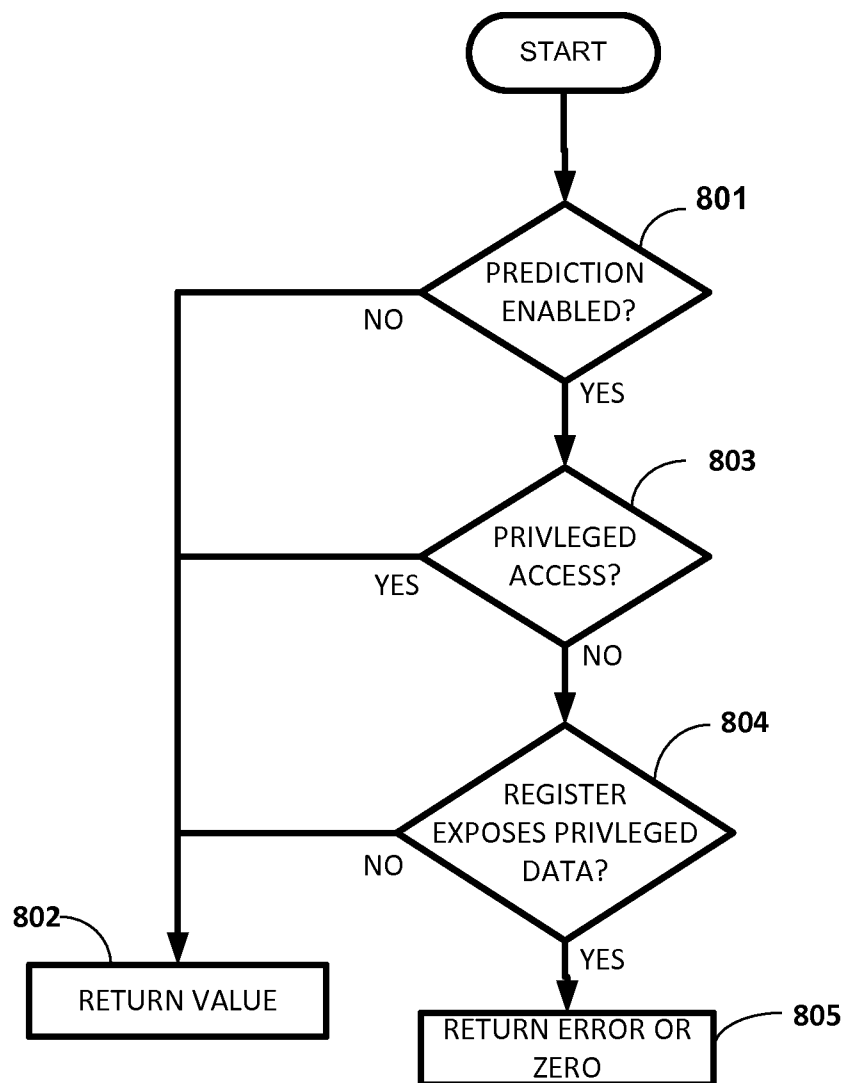 START
801
PREDICTION
ENABLED?
NO
YES
803
PRIVLEGED
ACCESS?
YES
NO
804
REGISTER
EXPOSES PRIVLEGED
DATA?
NO
YES
802
RETURN VALUE
805
RETURN ERROR OR
ZERO